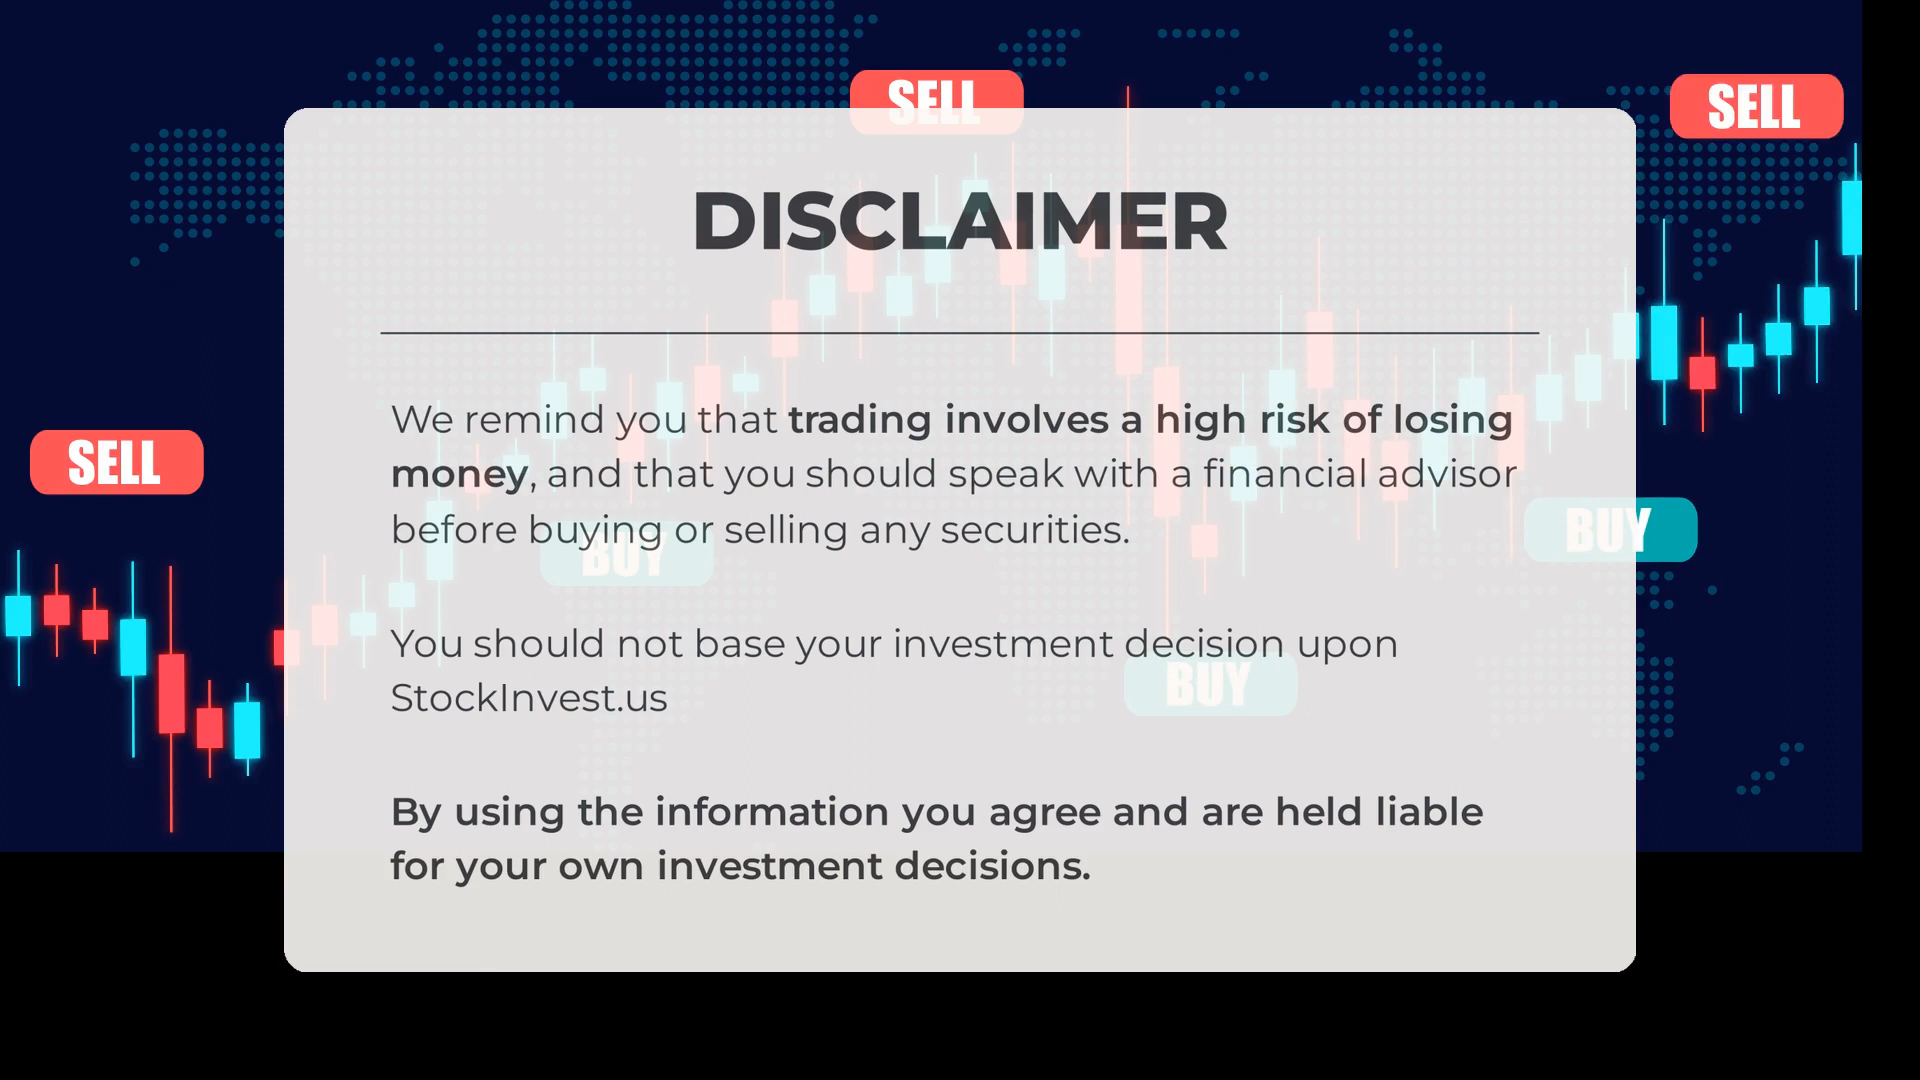 SELL
SELL
DISCLAIMER
We remind you that trading involves a high risk of losing
money, and that you should speak with a financial advisor
before buying or selling any securities.
SELL
BUY
BUY
You should not base your investment decision upon
StockInvest.us
BUY
By using the information you agree and are held liable
for your own investment decisions.